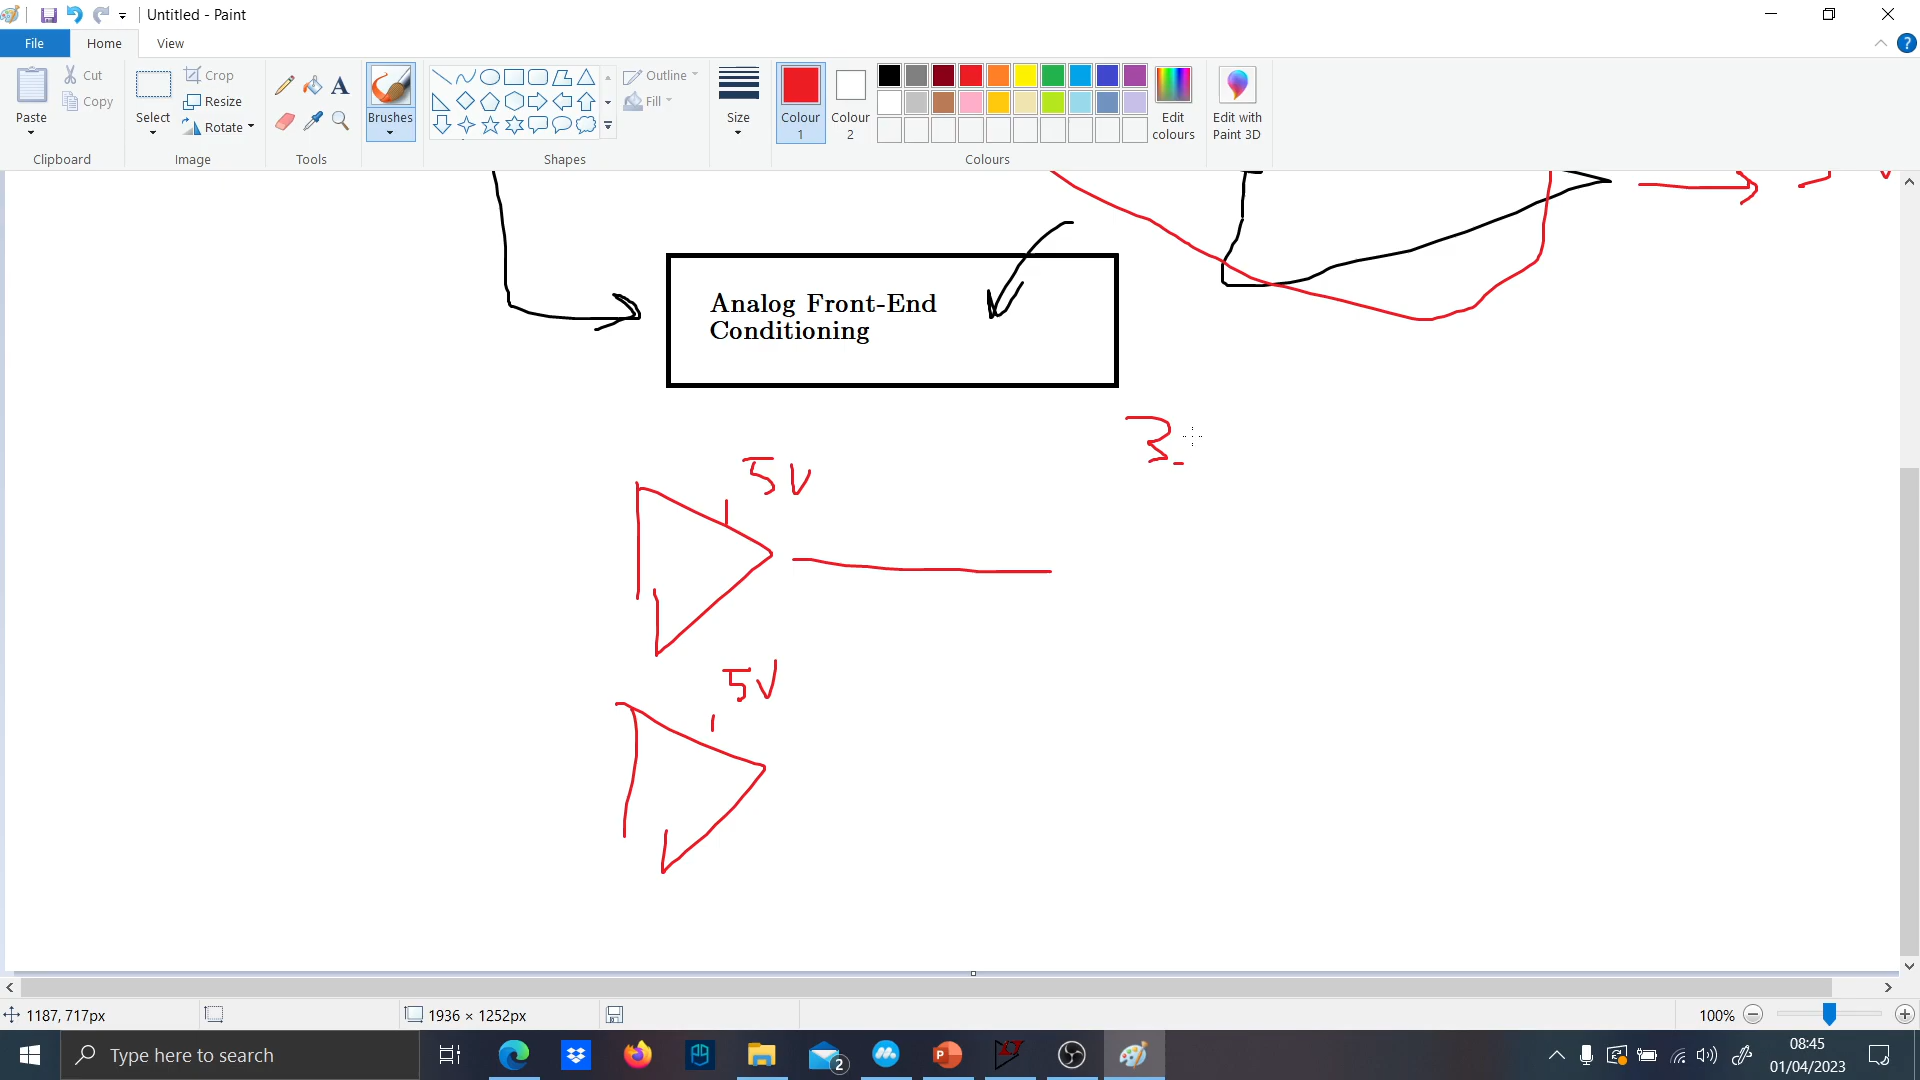 Untitled - Paint
File Home View
Cut
Copy
Paste
Clipboard
Crop
Resize
Rotate
Select
Image
Tools
Brushes
Outline
Fill
Shapes
Size
Colour 1
Colour 2
Colours
Edit colours
Edit with Paint 3D
Analog Front-End
Conditioning
3.
5V
5V
1187, 717px
1936 × 1252px
100%
Type here to search
2
08:45
01/04/2023